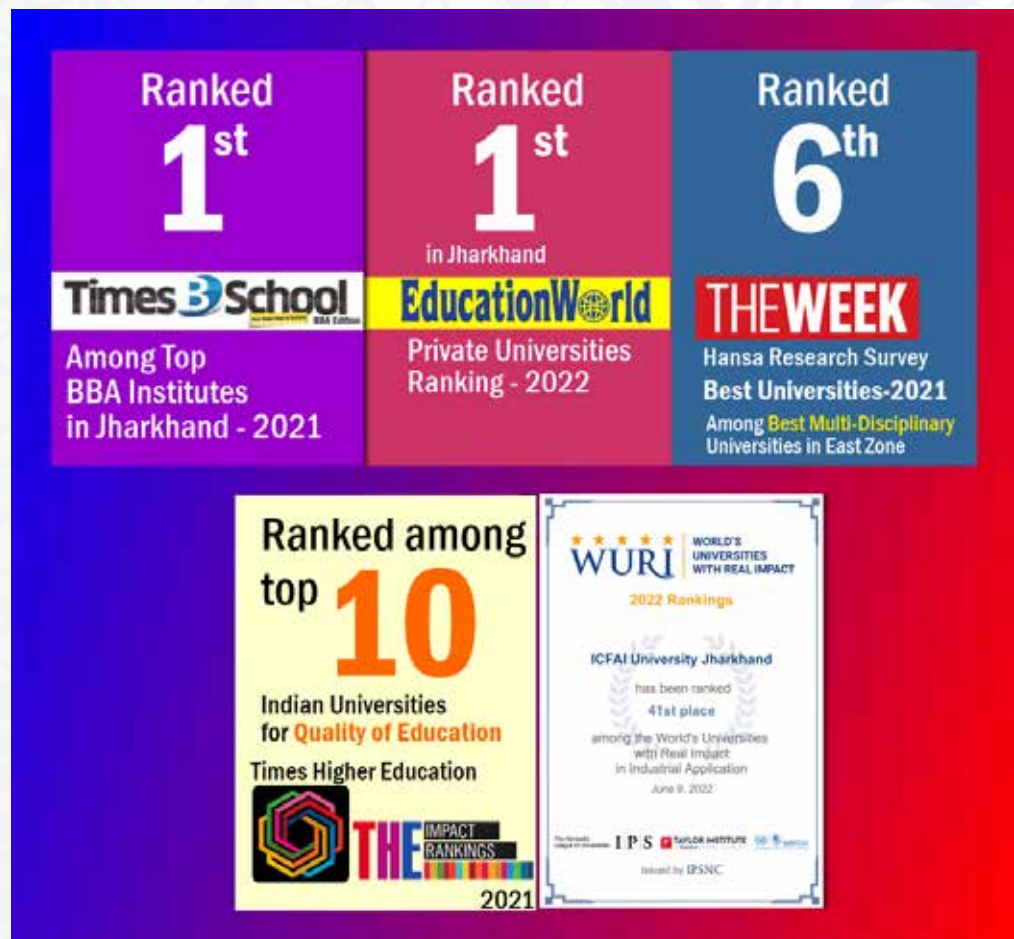 Ranked
1st
Times B School
BBA Edition
Among Top
BBA Institutes
in Jharkhand - 2021
Ranked
1st
in Jharkhand
EducationWorld
Private Universities
Ranking - 2022
Ranked
6th
THE WEEK
Hansa Research Survey
Best Universities-2021
Among Best Multi-Disciplinary
Universities in East Zone
Ranked among
top 10
Indian Universities
for Quality of Education
Times Higher Education
THE IMPACT
RANKINGS
2021
WURI
WORLD'S
UNIVERSITIES
WITH REAL IMPACT
2022 Rankings
ICFAI University Jharkhand
has been ranked
41st place
among the World's Universities
with Real Impact
in Industrial Application
June 9, 2022
IPS TAYLOR INSTITUTE
Issued by IPSNC